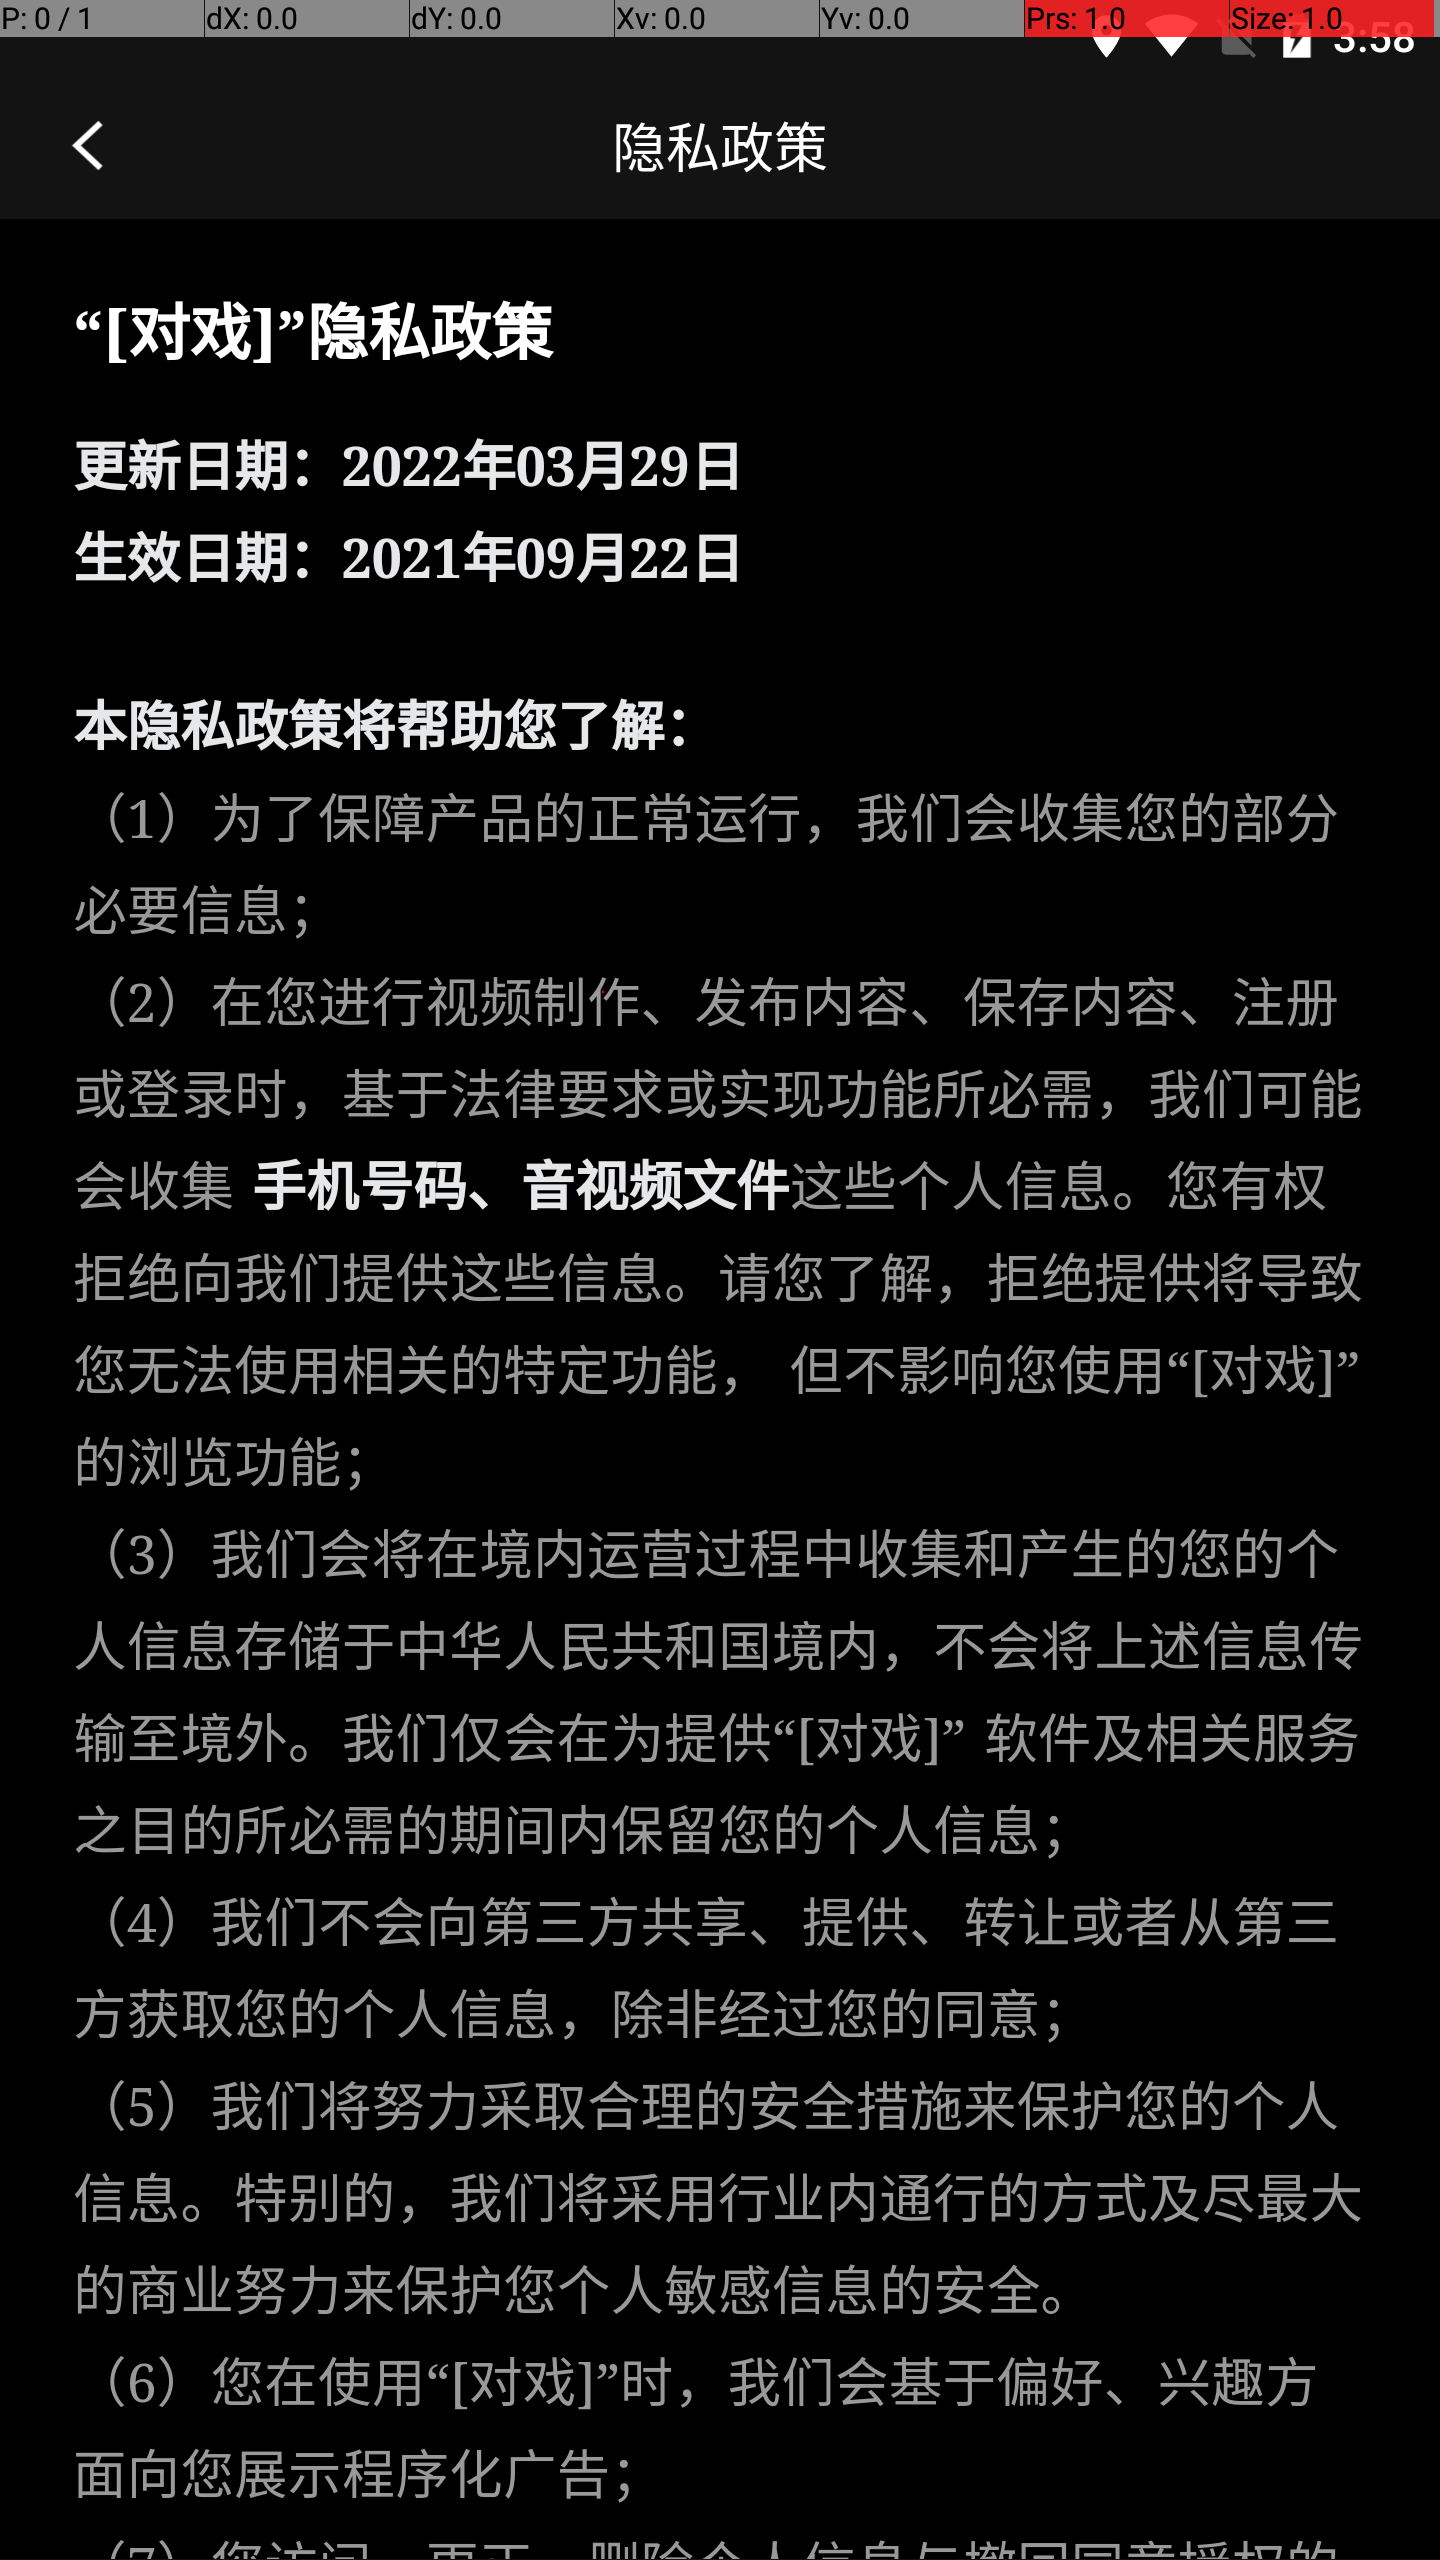 P: 0 / 1 dX: 0.0 dY: 0.0 Xv: 0.0 Yv: 0.0 Prs: 1.0 Size: 1.0
3:58
隐私政策
“[对戏]”隐私政策
更新日期：2022年03月29日
生效日期：2021年09月22日
本隐私政策将帮助您了解：
（1）为了保障产品的正常运行，我们会收集您的部分
必要信息；
（2）在您进行视频制作、发布内容、保存内容、注册
或登录时，基于法律要求或实现功能所必需，我们可能
会收集 手机号码、音视频文件这些个人信息。您有权
拒绝向我们提供这些信息。请您了解，拒绝提供将导致
您无法使用相关的特定功能， 但不影响您使用“[对戏]”
的浏览功能；
（3）我们会将在境内运营过程中收集和产生的您的个
人信息存储于中华人民共和国境内，不会将上述信息传
输至境外。我们仅会在为提供“[对戏]” 软件及相关服务
之目的所必需的期间内保留您的个人信息；
（4）我们不会向第三方共享、提供、转让或者从第三
方获取您的个人信息，除非经过您的同意；
（5）我们将努力采取合理的安全措施来保护您的个人
信息。特别的，我们将采用行业内通行的方式及尽最大
的商业努力来保护您个人敏感信息的安全。
（6）您在使用“[对戏]”时，我们会基于偏好、兴趣方
面向您展示程序化广告；
（7）您访问、更正、删除个人信息与撤回同意授权的